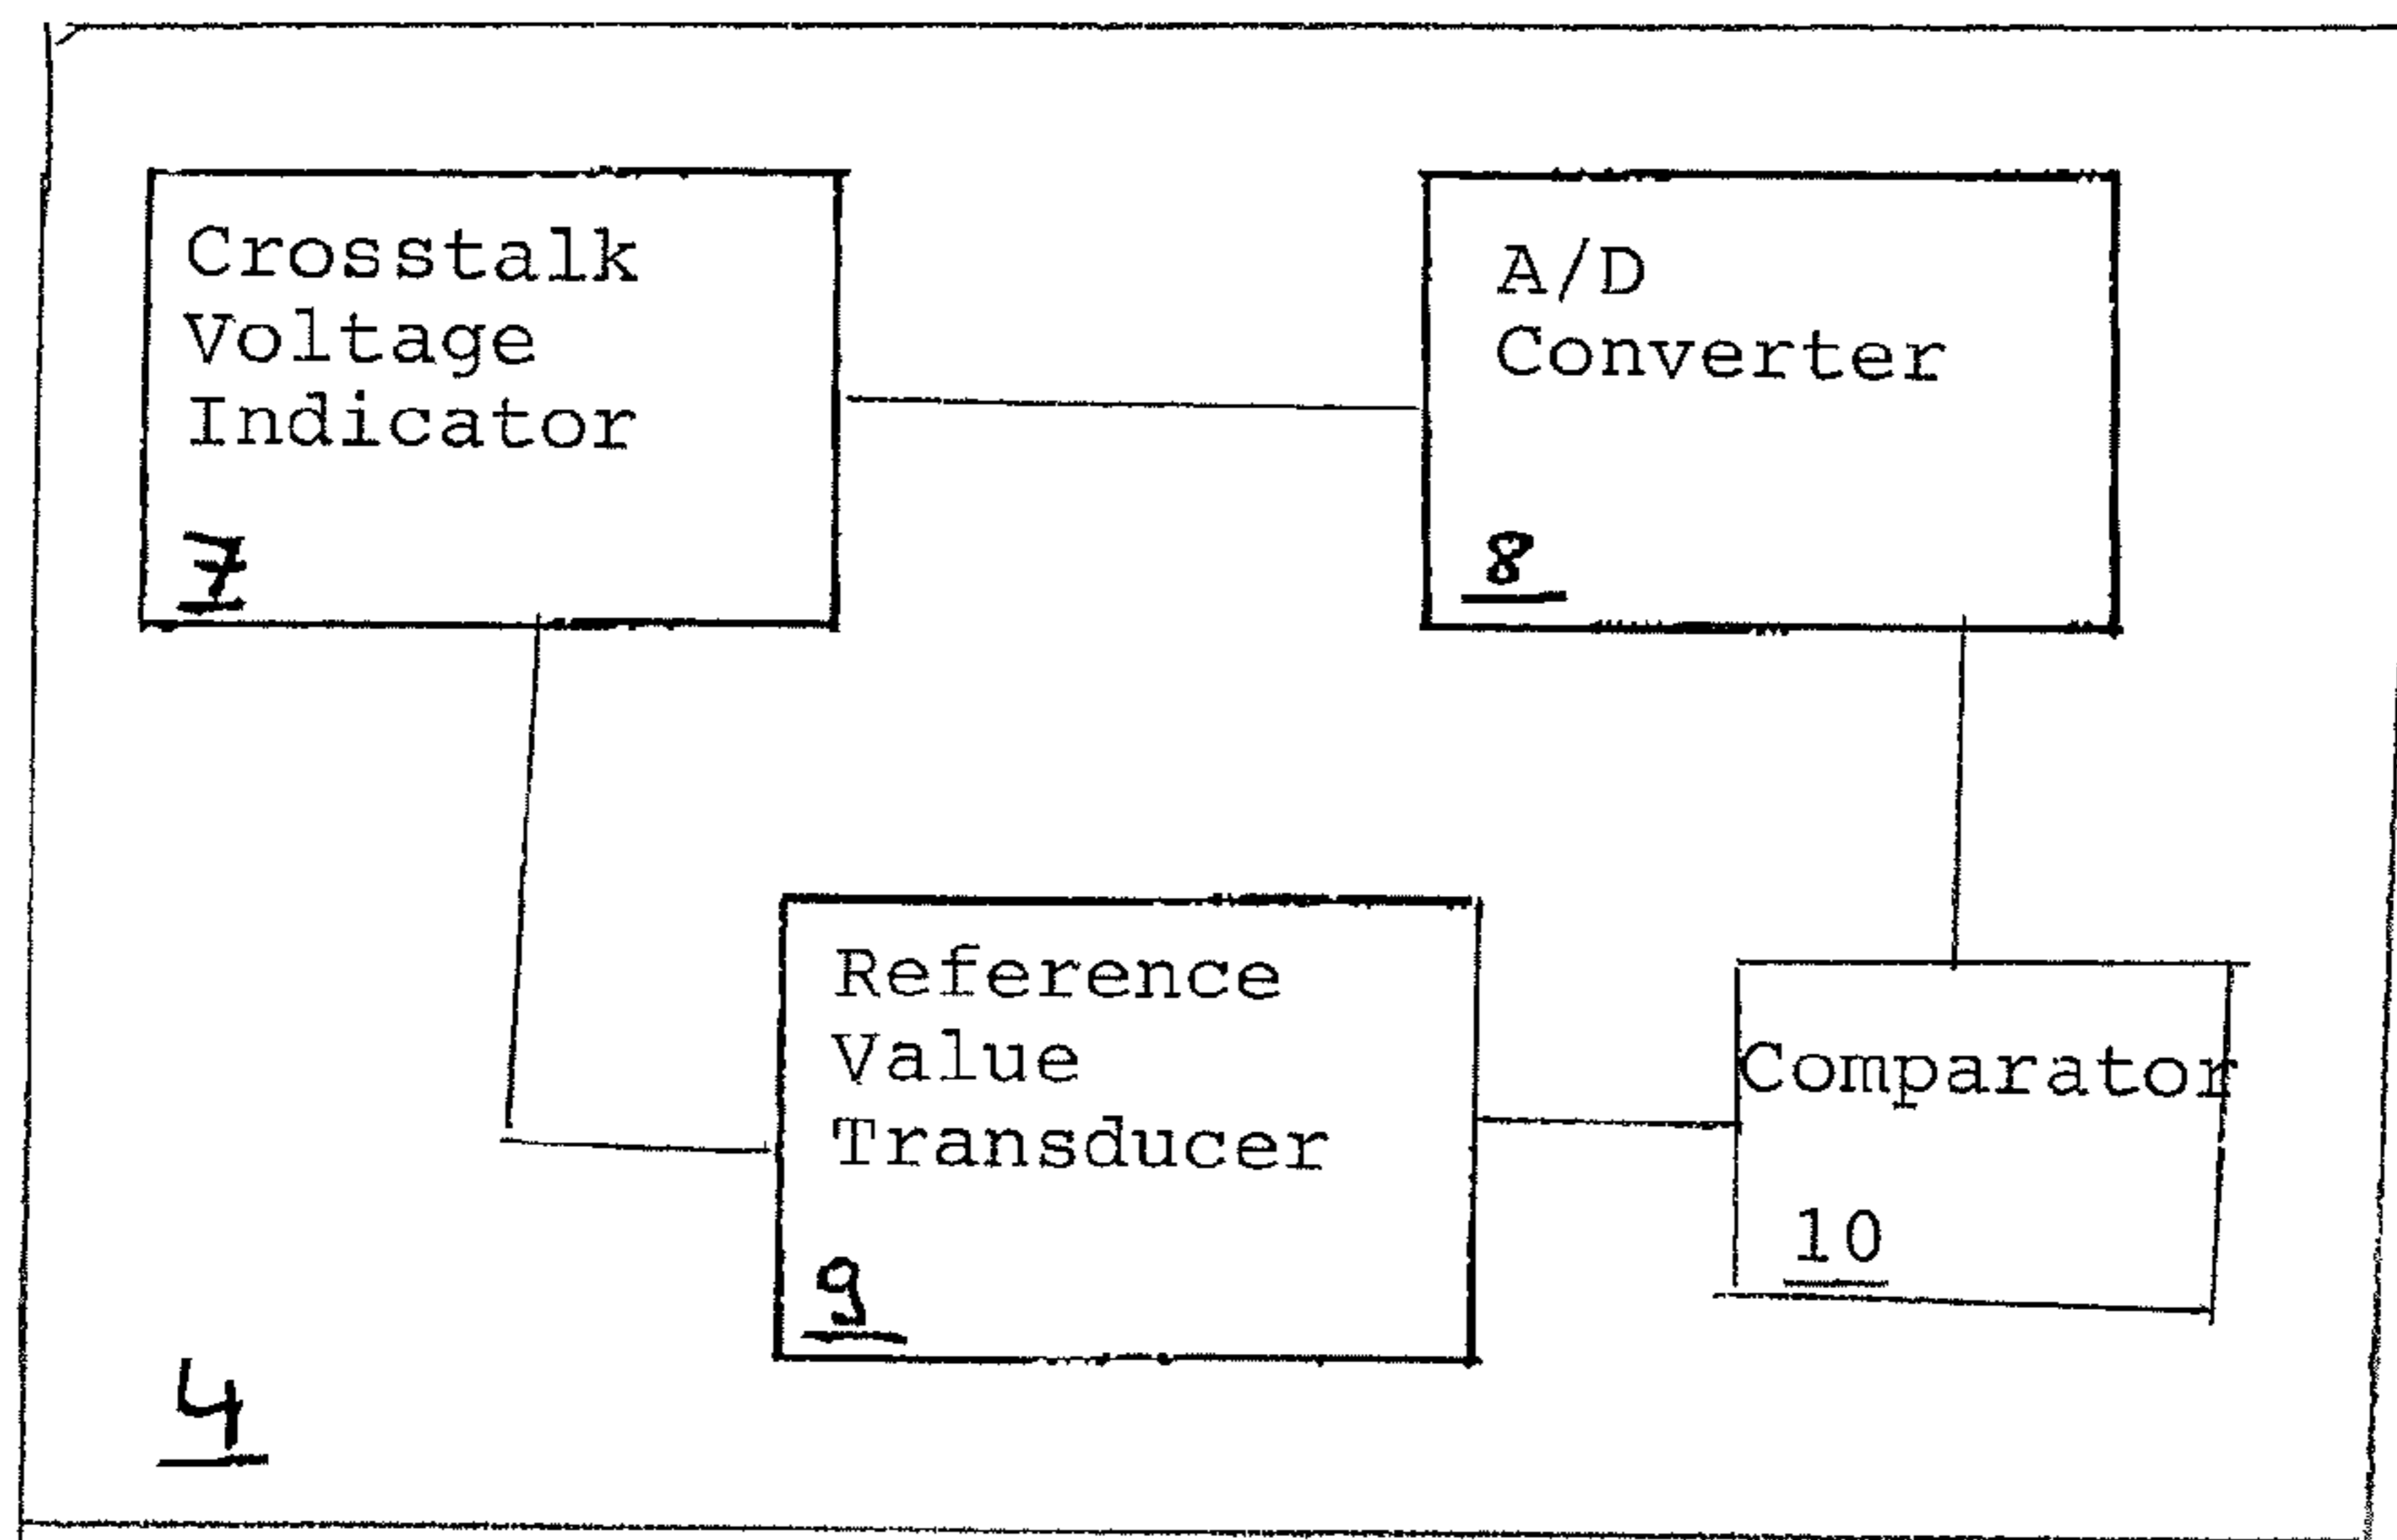 Crosstalk
Voltage
Indicator
7
A/D
Converter
8
Reference
Value
Transducer
9
Comparator
10
4